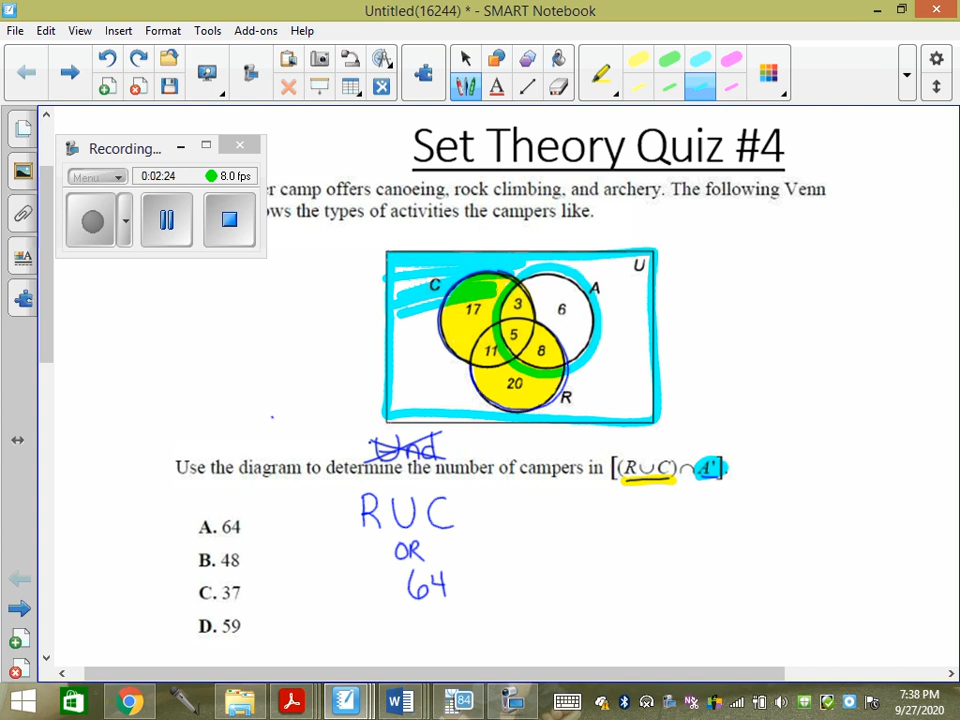 Untitled(16244) * - SMART Notebook
File Edit View Insert Format Tools Add-ons Help
Recording...
Menu
0:02:24
8.0 fps
Set Theory Quiz #4
er camp offers canoeing, rock climbing, and archery. The following Venn
ows the types of activities the campers like.
U
C
A
17
3
6
5
11
8
20
R
Und
Use the diagram to determine the number of campers in [(R∪C)∩A'].
R U C
OR
64
A. 64
B. 48
C. 37
D. 59
84
7:38 PM
9/27/2020